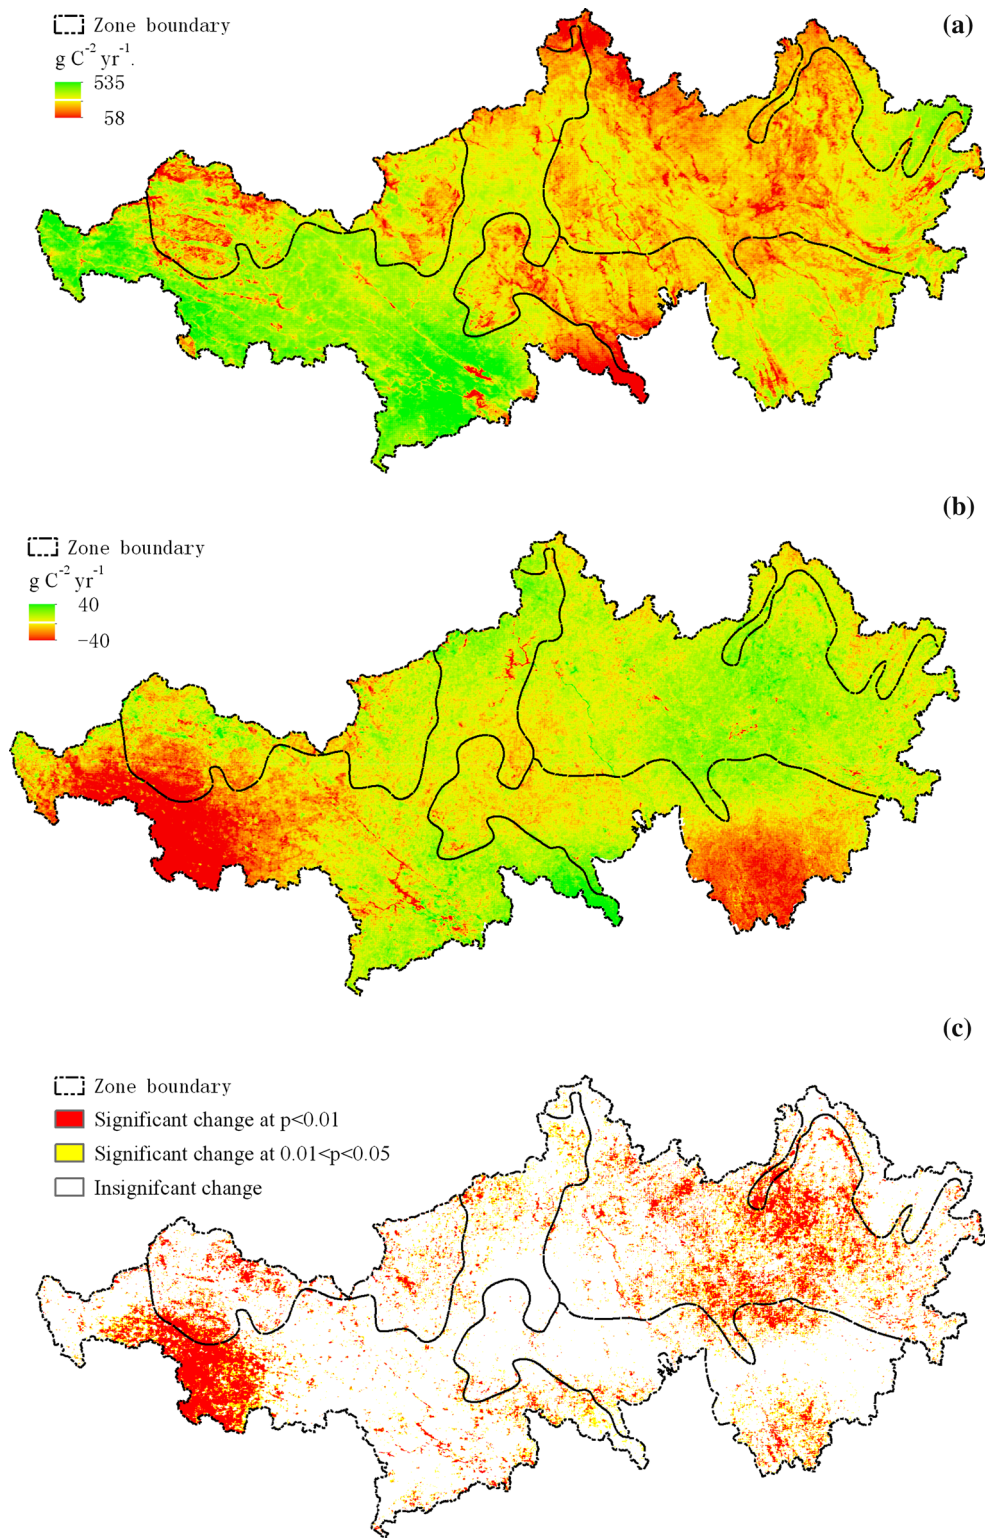 (a)
Zone boundary
g C⁻² yr⁻¹.
535
58
(b)
Zone boundary
g C⁻² yr⁻¹
40
−40
(c)
Zone boundary
Significant change at p<0.01
Significant change at 0.01<p<0.05
Insignifcant change